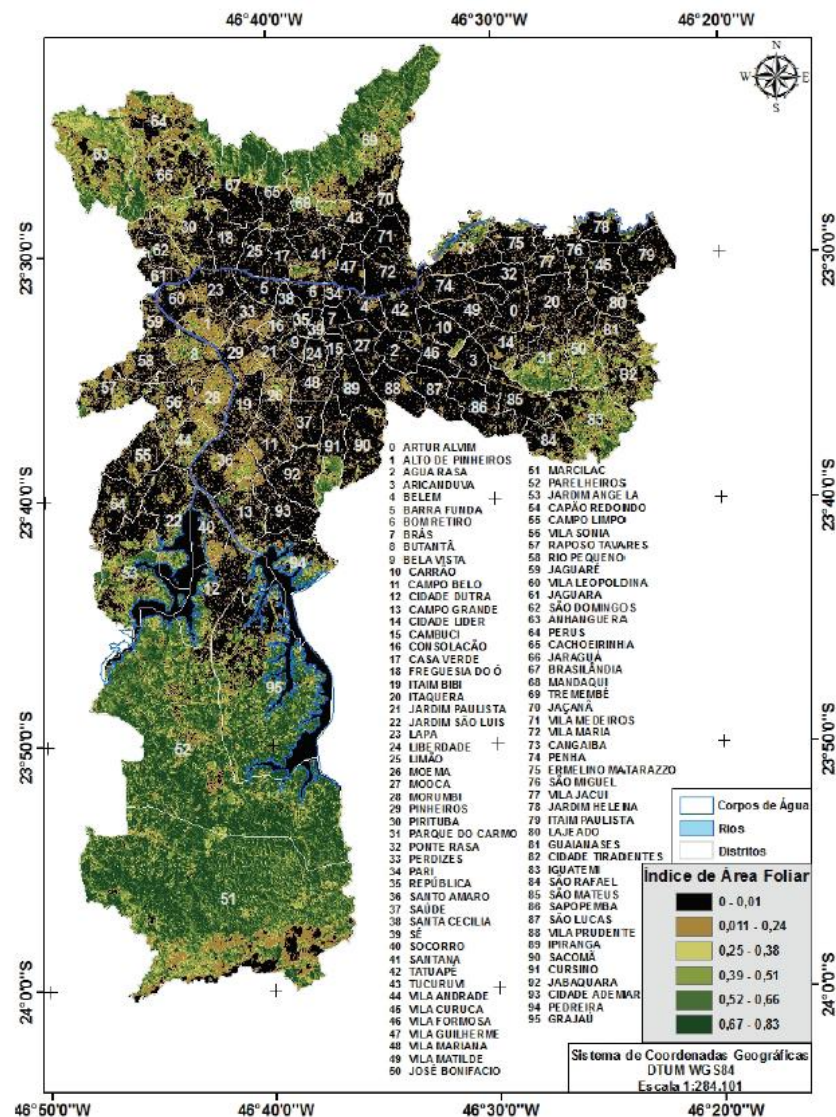 46°40'0"W 46°30'0"W 46°20'0"W
N
W E
S
23°30'0"S 23°30'0"S
23°40'0"S 23°40'0"S
23°50'0"S 23°50'0"S
24°0'0"S 24°0'0"S
0 ARTUR ALVIM
1 ALTO DE PINHEIROS
2 AGUA RASA
3 ARICANDUVA
4 BELEM
5 BARRA FUNDA
6 BOM RETIRO
7 BRÁS
8 BUTANTÃ
9 BELA VISTA
10 CARRÃO
11 CAMPO BELO
12 CIDADE DUTRA
13 CAMPO GRANDE
14 CIDADE LIDER
15 CAMBUCI
16 CONSOLACÃO
17 CASA VERDE
18 FREGUESIA DO Ó
19 ITAIM BIBI
20 ITAQUERA
21 JARDIM PAULISTA
22 JARDIM SÃO LUIS
23 LAPA
24 LIBERDADE
25 LIMÃO
26 MOEMA
27 MOOCA
28 MORUMBI
29 PINHEIROS
30 PIRITUBA
31 PARQUE DO CARMO
32 PONTE RASA
33 PERDIZES
34 PARI
35 REPÚBLICA
36 SANTO AMARO
37 SAÚDE
38 SANTA CECILIA
39 SÉ
40 SOCORRO
41 SANTANA
42 TATUAPÉ
43 TUCURUVI
44 VILA ANDRADE
45 VILA CURUCA
46 VILA FORMOSA
47 VILA GUILHERME
48 VILA MARIANA
49 VILA MATILDE
50 JOSÉ BONIFACIO
51 MARCILAC
52 PARELHEIROS
53 JARDIM ANGELA
54 CAPÃO REDONDO
55 CAMPO LIMPO
56 VILA SONIA
57 RAPOSO TAVARES
58 RIO PEQUENO
59 JAGUARÉ
60 VILA LEOPOLDINA
61 JAGUARA
62 SÃO DOMINGOS
63 ANHANGUERA
64 PERUS
65 CACHOEIRINHIA
66 JARAGUÁ
67 BRASILÂNDIA
68 MANDAQUI
69 TREMEMBÉ
70 JAÇANÃ
71 VILA MEDEIROS
72 VILA MARIA
73 CANGAIBA
74 PENHA
75 ERMELINO MATARAZZO
76 SÃO MIGUEL
77 VILA JACUI
78 JARDIM HELENA
79 ITAIM PAULISTA
80 LAJEADO
81 GUAIANASES
82 CIDADE TIRADENTES
83 IGUATEMI
84 SÃO RAFAEL
85 SÃO MATEUS
86 SAPOPEMBA
87 SÃO LUCAS
88 VILA PRUDENTE
89 IPIRANGA
90 SACOMÃ
91 CURSINO
92 JABAQUARA
93 CIDADE ADEMAR
94 PEDREIRA
95 GRAJAÚ
Corpos de Água
Rios
Distritos
Índice de Área Foliar
0 - 0,01
0,011 - 0,24
0,25 - 0,38
0,39 - 0,51
0,52 - 0,66
0,67 - 0,83
Sistema de Coordenadas Geográficas
DTUM WGS84
Escala 1:284.101
46°50'0"W 46°40'0"W 46°30'0"W 46°20'0"W